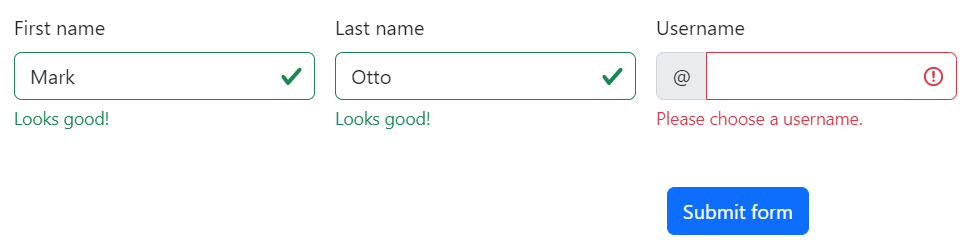 First name Last name Username
Mark Otto @
Looks good! Looks good! Please choose a username.
Submit form